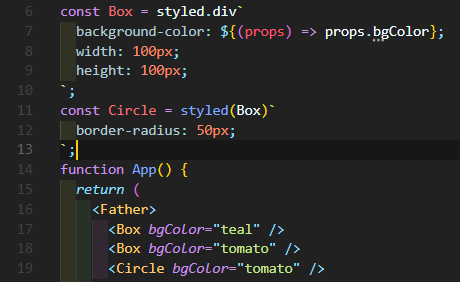 6 const Box = styled.div`
7 background-color: ${(props) => props.bgColor};
8 width: 100px;
9 height: 100px;
10 `;
11 const Circle = styled(Box)`
12 border-radius: 50px;
13 `;
14 function App() {
15 return (
16 <Father>
17 <Box bgColor="teal" />
18 <Box bgColor="tomato" />
19 <Circle bgColor="tomato" />